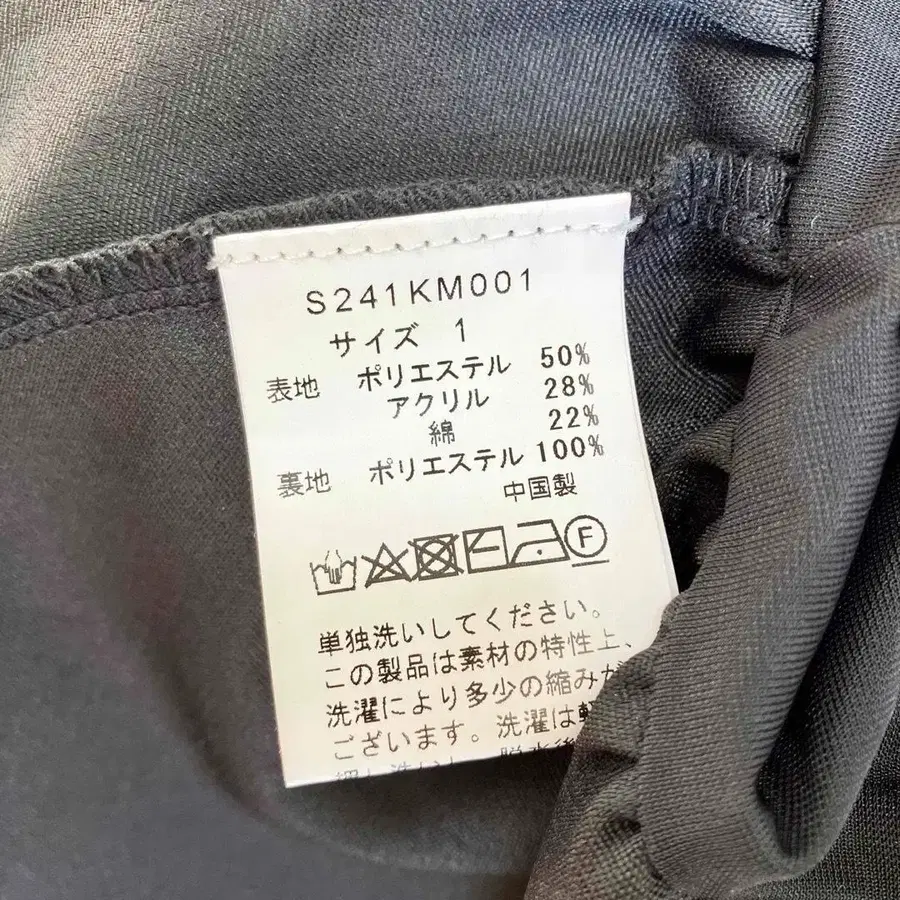 S241KM001
サイズ 1
表地 ポリエステル 50%
アクリル 28%
綿 22%
裏地 ポリエステル 100%
中国製
F
単独洗いしてください。
この製品は素材の特性上、
洗濯により多少の縮みが
ございます。洗濯は軽